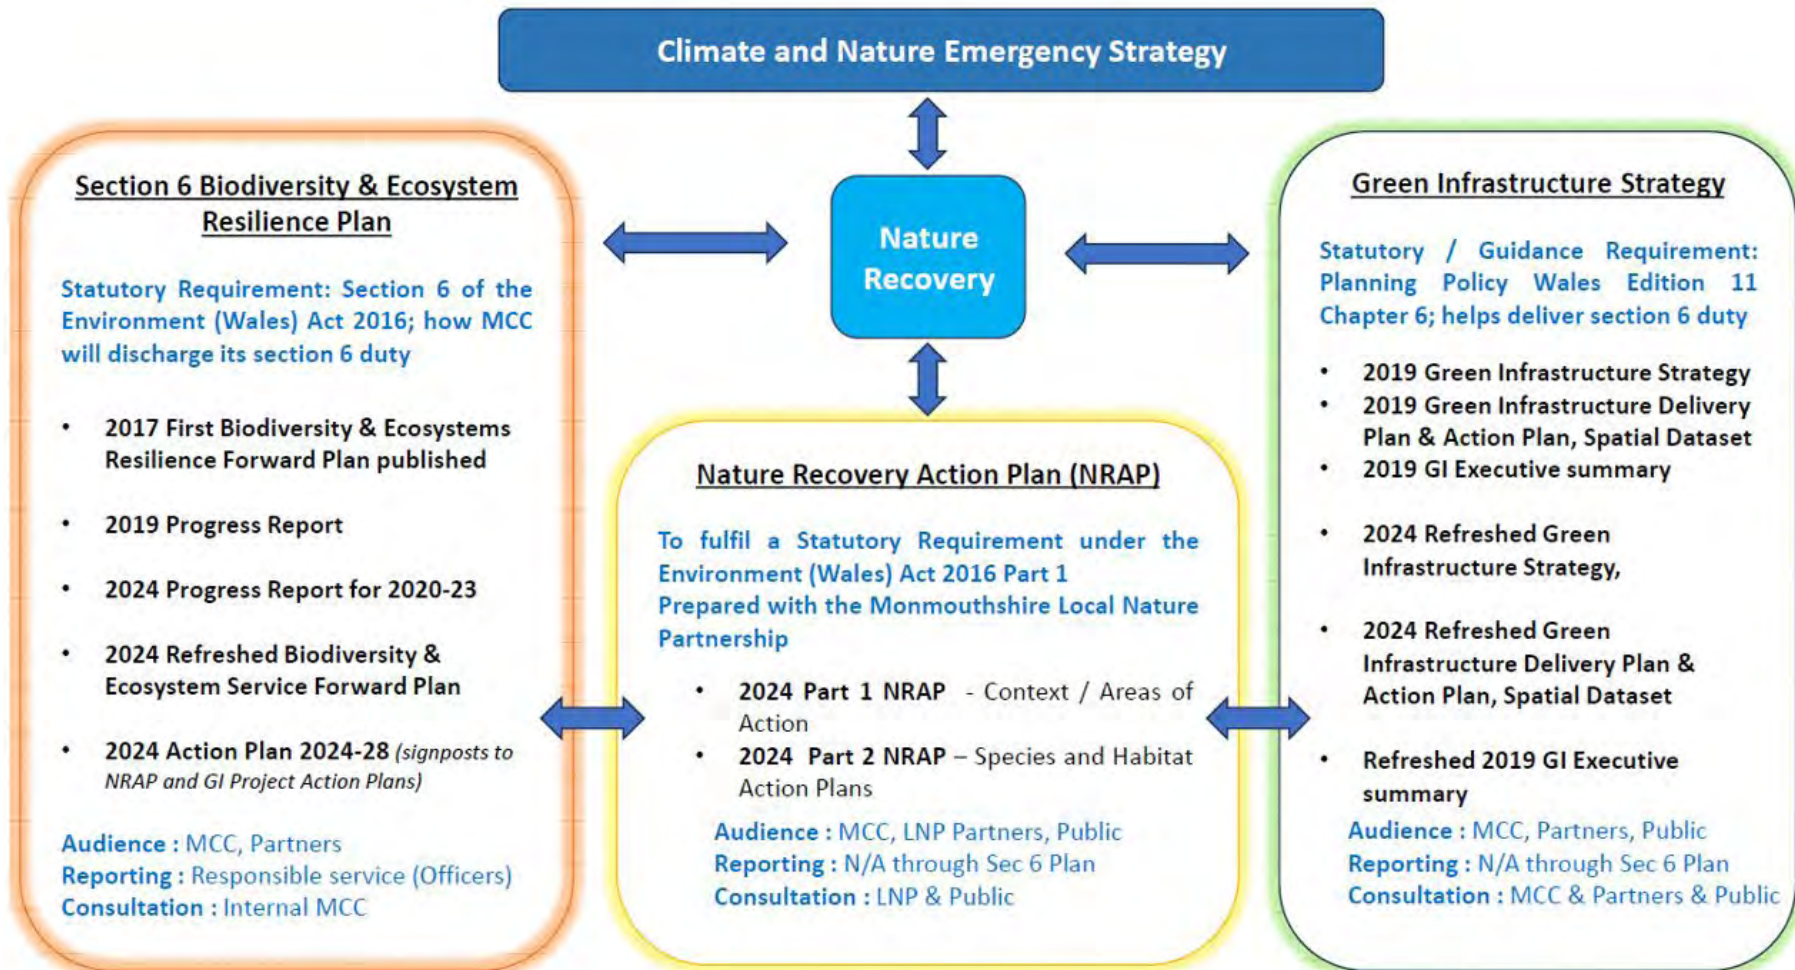 Climate and Nature Emergency Strategy
Section 6 Biodiversity & Ecosystem
Resilience Plan
Statutory Requirement: Section 6 of the
Environment (Wales) Act 2016; how MCC
will discharge its section 6 duty
• 2017 First Biodiversity & Ecosystems
Resilience Forward Plan published
• 2019 Progress Report
• 2024 Progress Report for 2020-23
• 2024 Refreshed Biodiversity &
Ecosystem Service Forward Plan
• 2024 Action Plan 2024-28 (signposts to
NRAP and GI Project Action Plans)
Audience : MCC, Partners
Reporting : Responsible service (Officers)
Consultation : Internal MCC
Nature
Recovery
Nature Recovery Action Plan (NRAP)
To fulfil a Statutory Requirement under the
Environment (Wales) Act 2016 Part 1
Prepared with the Monmouthshire Local Nature
Partnership
• 2024 Part 1 NRAP - Context / Areas of
Action
• 2024 Part 2 NRAP – Species and Habitat
Action Plans
Audience : MCC, LNP Partners, Public
Reporting : N/A through Sec 6 Plan
Consultation : LNP & Public
Green Infrastructure Strategy
Statutory / Guidance Requirement:
Planning Policy Wales Edition 11
Chapter 6; helps deliver section 6 duty
• 2019 Green Infrastructure Strategy
• 2019 Green Infrastructure Delivery
Plan & Action Plan, Spatial Dataset
• 2019 GI Executive summary
• 2024 Refreshed Green
Infrastructure Strategy,
• 2024 Refreshed Green
Infrastructure Delivery Plan &
Action Plan, Spatial Dataset
• Refreshed 2019 GI Executive
summary
Audience : MCC, Partners, Public
Reporting : N/A through Sec 6 Plan
Consultation : MCC & Partners & Public